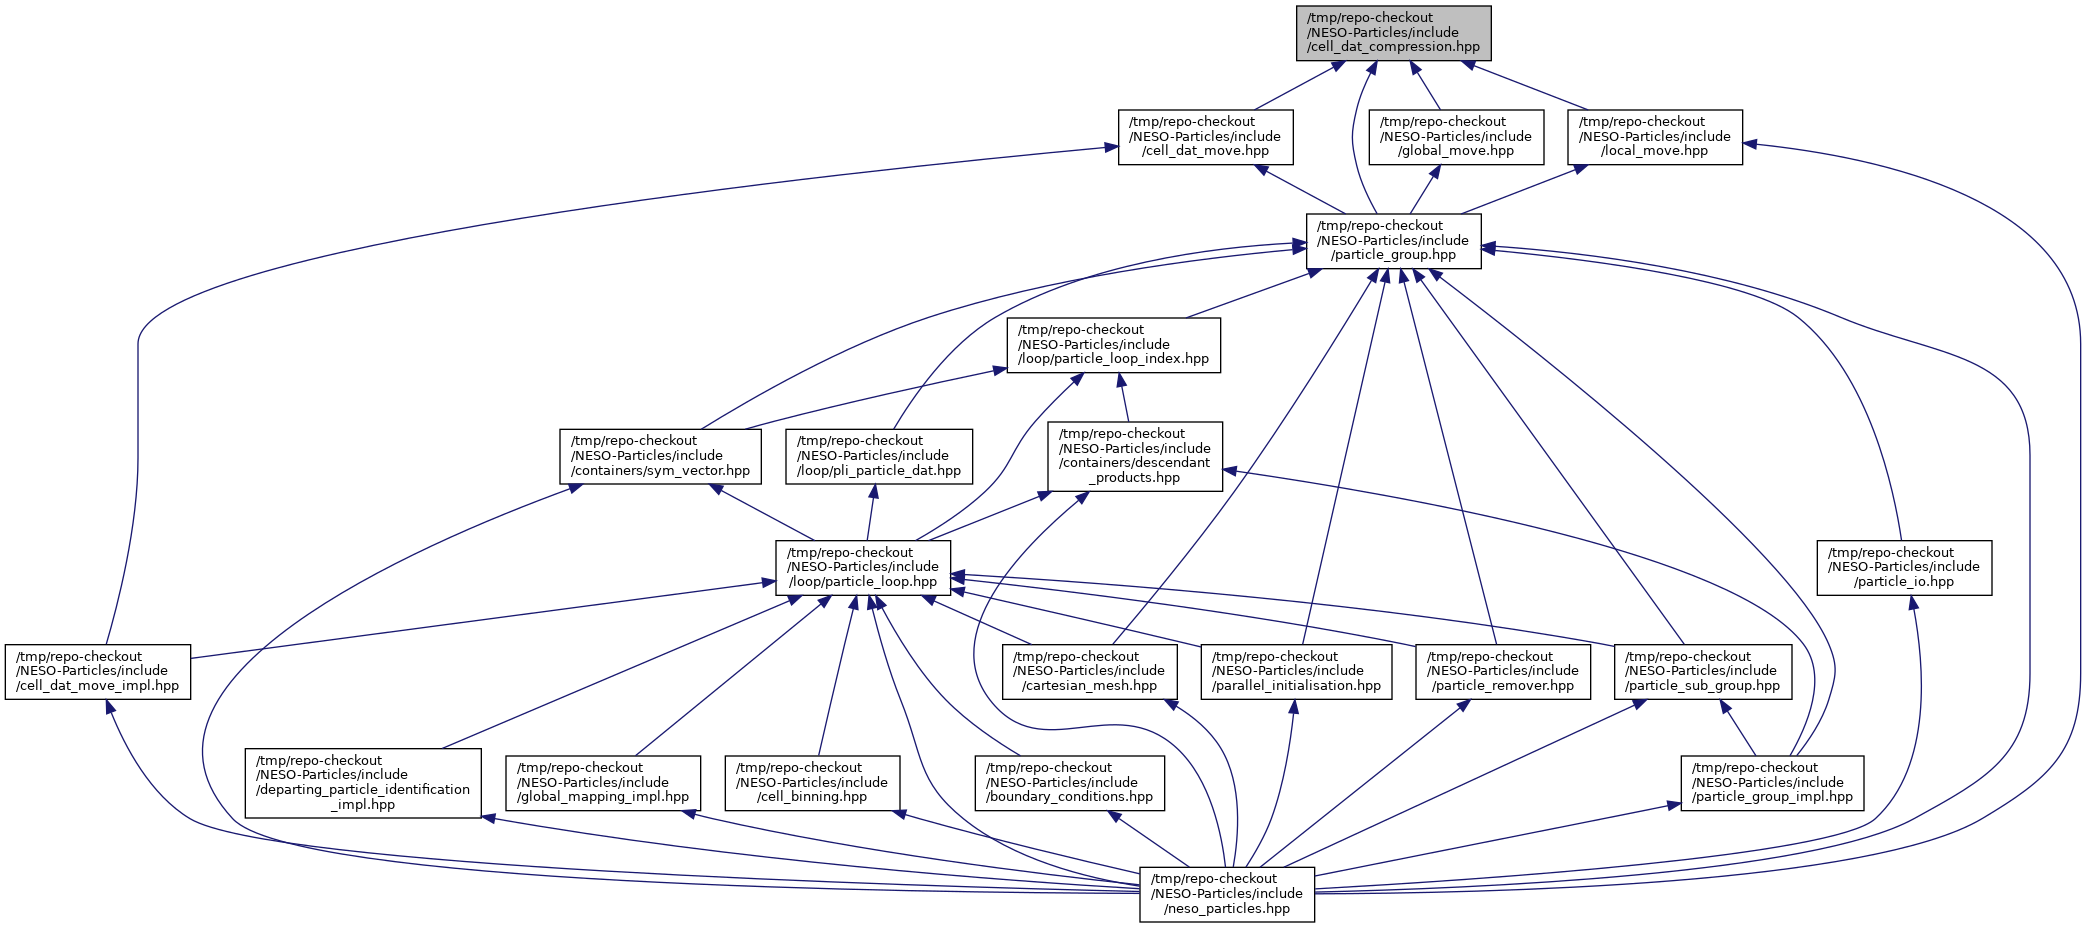 /tmp/repo-checkout
/NESO-Particles/include
/cell_dat_compression.hpp
/tmp/repo-checkout
/NESO-Particles/include
/cell_dat_move.hpp
/tmp/repo-checkout
/NESO-Particles/include
/global_move.hpp
/tmp/repo-checkout
/NESO-Particles/include
/local_move.hpp
/tmp/repo-checkout
/NESO-Particles/include
/particle_group.hpp
/tmp/repo-checkout
/NESO-Particles/include
/loop/particle_loop_index.hpp
/tmp/repo-checkout
/NESO-Particles/include
/containers/sym_vector.hpp
/tmp/repo-checkout
/NESO-Particles/include
/loop/pli_particle_dat.hpp
/tmp/repo-checkout
/NESO-Particles/include
/containers/descendant
_products.hpp
/tmp/repo-checkout
/NESO-Particles/include
/loop/particle_loop.hpp
/tmp/repo-checkout
/NESO-Particles/include
/particle_io.hpp
/tmp/repo-checkout
/NESO-Particles/include
/cell_dat_move_impl.hpp
/tmp/repo-checkout
/NESO-Particles/include
/cartesian_mesh.hpp
/tmp/repo-checkout
/NESO-Particles/include
/parallel_initialisation.hpp
/tmp/repo-checkout
/NESO-Particles/include
/particle_remover.hpp
/tmp/repo-checkout
/NESO-Particles/include
/particle_sub_group.hpp
/tmp/repo-checkout
/NESO-Particles/include
/departing_particle_identification
_impl.hpp
/tmp/repo-checkout
/NESO-Particles/include
/global_mapping_impl.hpp
/tmp/repo-checkout
/NESO-Particles/include
/cell_binning.hpp
/tmp/repo-checkout
/NESO-Particles/include
/boundary_conditions.hpp
/tmp/repo-checkout
/NESO-Particles/include
/particle_group_impl.hpp
/tmp/repo-checkout
/NESO-Particles/include
/neso_particles.hpp